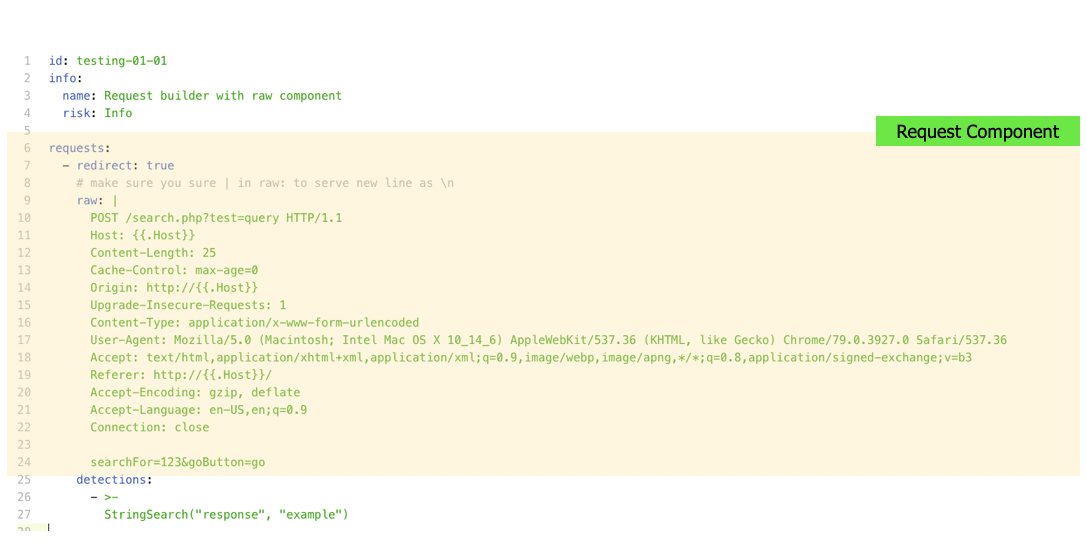 1 id: testing-01-01
2 info:
3 name: Request builder with raw component
4 risk: Info
5
Request Component
6 requests:
7 - redirect: true
8 # make sure you sure | in raw: to serve new line as \n
9 raw: |
10 POST /search.php?test=query HTTP/1.1
11 Host: {{.Host}}
12 Content-Length: 25
13 Cache-Control: max-age=0
14 Origin: http://{{.Host}}
15 Upgrade-Insecure-Requests: 1
16 Content-Type: application/x-www-form-urlencoded
17 User-Agent: Mozilla/5.0 (Macintosh; Intel Mac OS X 10_14_6) AppleWebKit/537.36 (KHTML, like Gecko) Chrome/79.0.3927.0 Safari/537.36
18 Accept: text/html,application/xhtml+xml,application/xml;q=0.9,image/webp,image/apng,*/*;q=0.8,application/signed-exchange;v=b3
19 Referer: http://{{.Host}}/
20 Accept-Encoding: gzip, deflate
21 Accept-Language: en-US,en;q=0.9
22 Connection: close
23
24 searchFor=123&goButton=go
25 detections:
26 - >-
27 StringSearch("response", "example")
28